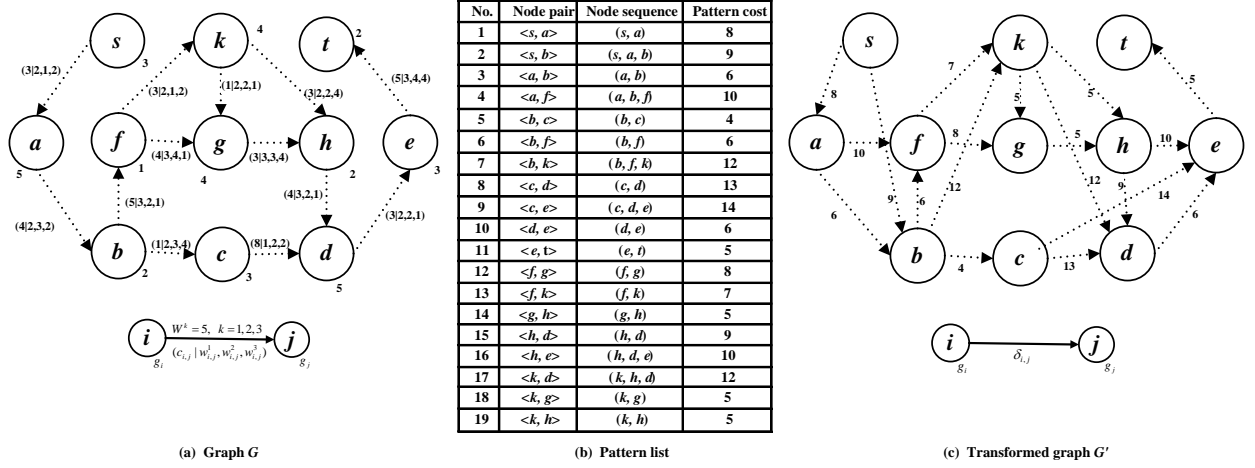 s
3
k
4
t
2
(3|2,1,2)
(3|2,1,2)
(1|2,2,1)
(3|2,2,4)
(5|3,4,4)
a
5
f
1
(4|3,4,1)
g
4
(3|3,3,4)
h
2
e
3
(4|2,3,2)
(5|3,2,1)
(4|3,2,1)
(3|2,2,1)
b
2
(1|2,3,4)
c
3
(8|1,2,2)
d
5
i
g_i
W^k = 5, k = 1,2,3
(c_{i,j} | w^1_{i,j}, w^2_{i,j}, w^3_{i,j})
j
g_j
(a) Graph G
No. Node pair Node sequence Pattern cost
1 <s, a> (s, a) 8
2 <s, b> (s, a, b) 9
3 <a, b> (a, b) 6
4 <a, f> (a, b, f) 10
5 <b, c> (b, c) 4
6 <b, f> (b, f) 6
7 <b, k> (b, f, k) 12
8 <c, d> (c, d) 13
9 <c, e> (c, d, e) 14
10 <d, e> (d, e) 6
11 <e, t> (e, t) 5
12 <f, g> (f, g) 8
13 <f, k> (f, k) 7
14 <g, h> (g, h) 5
15 <h, d> (h, d) 9
16 <h, e> (h, d, e) 10
17 <k, d> (k, h, d) 12
18 <k, g> (k, g) 5
19 <k, h> (k, h) 5
(b) Pattern list
s
k
t
8
7
5
5
5
a
10
f
8
g
5
h
10
e
6
9
6
12
12
9
14
6
b
4
c
13
d
i
g_i
δ_{i,j}
j
g_j
(c) Transformed graph G'